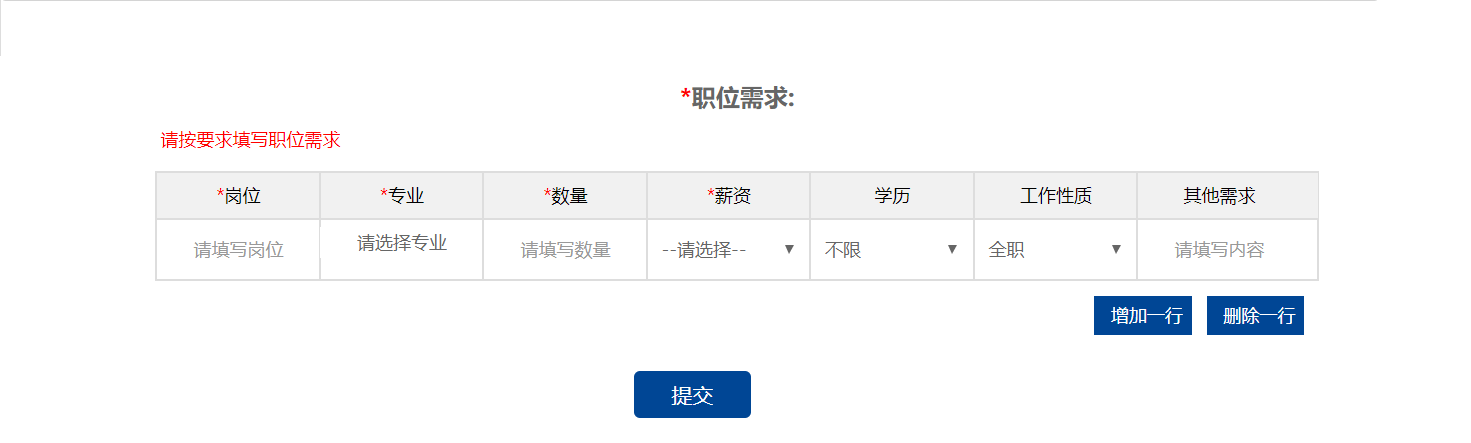 *职位需求:
请按要求填写职位需求
*岗位 *专业 *数量 *薪资 学历 工作性质 其他需求
请填写岗位 请选择专业 请填写数量 --请选择-- 不限 全职 请填写内容
增加一行 删除一行
提交